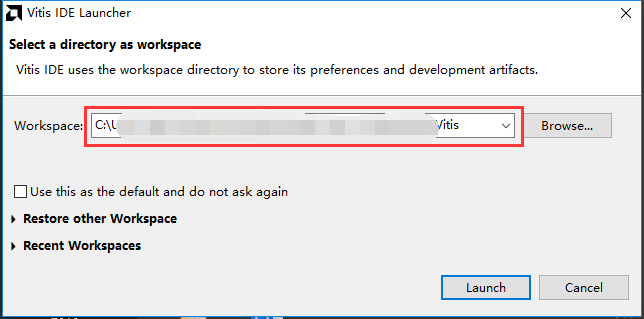 Vitis IDE Launcher
Select a directory as workspace
Vitis IDE uses the workspace directory to store its preferences and development artifacts.
Workspace: C:\U Vitis Browse...
Use this as the default and do not ask again
Restore other Workspace
Recent Workspaces
Launch Cancel